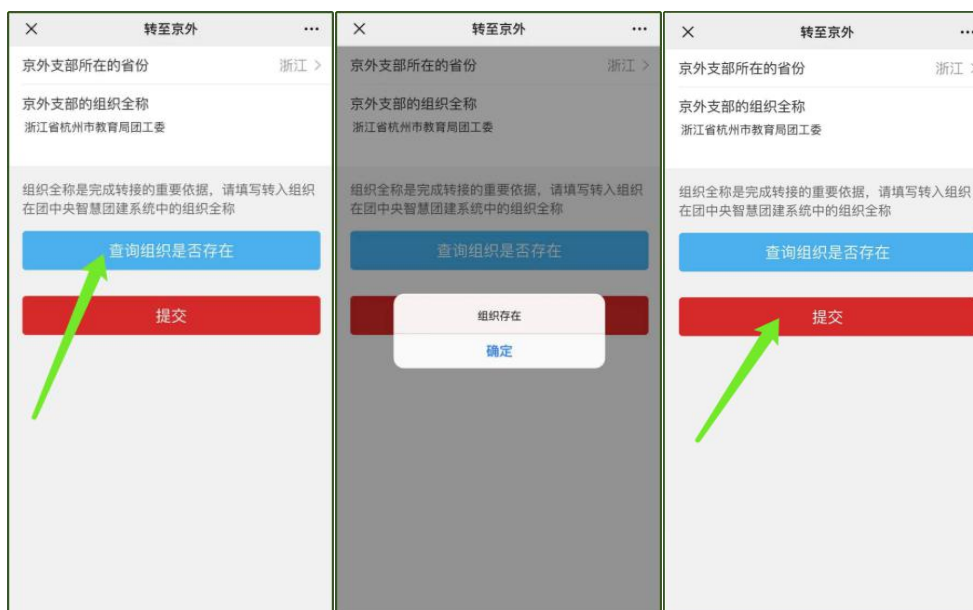 转至京外
京外支部所在的省份 浙江
京外支部的组织全称
浙江省杭州市教育局团工委
组织全称是完成转接的重要依据，请填写转入组织
在团中央智慧团建系统中的组织全称
查询组织是否存在
提交
转至京外
京外支部所在的省份 浙江
京外支部的组织全称
浙江省杭州市教育局团工委
组织全称是完成转接的重要依据，请填写转入组织
在团中央智慧团建系统中的组织全称
查询组织是否存在
组织存在
确定
转至京外
京外支部所在的省份 浙江
京外支部的组织全称
浙江省杭州市教育局团工委
组织全称是完成转接的重要依据，请填写转入组织
在团中央智慧团建系统中的组织全称
查询组织是否存在
提交